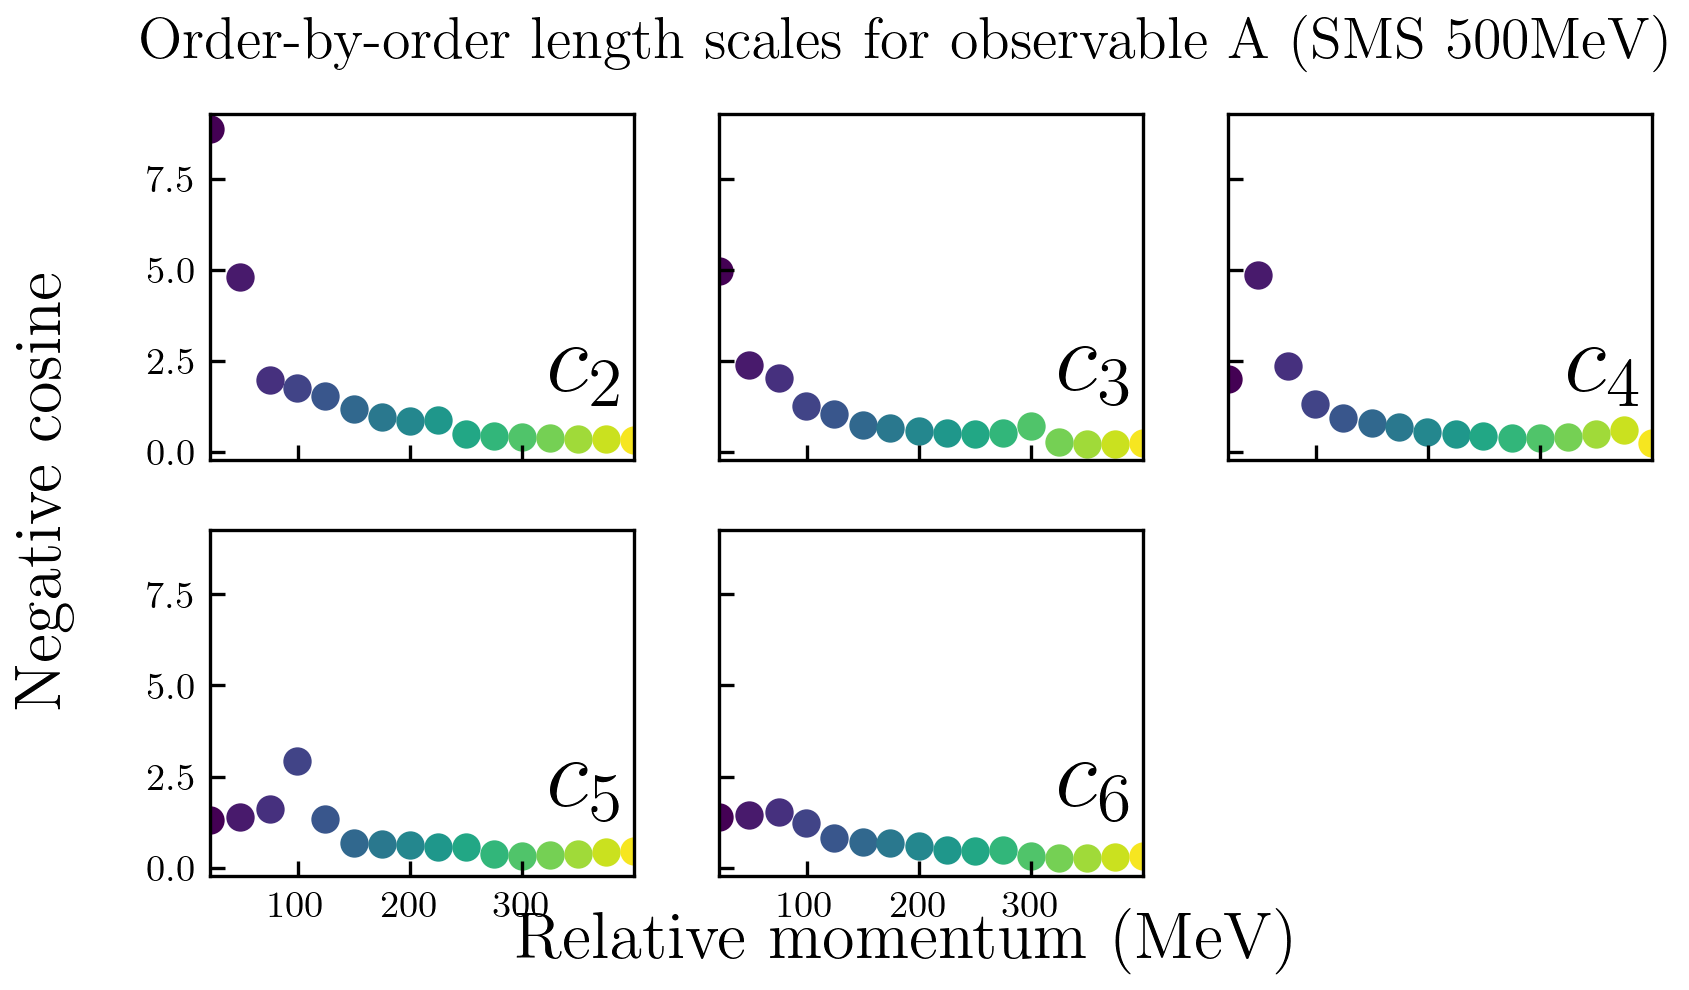 Order-by-order length scales for observable A (SMS 500MeV)
Negative cosine
7.5
5.0
2.5
0.0
c2
c3
c4
7.5
5.0
2.5
0.0
c5
c6
100 200 300
100 200 300
Relative momentum (MeV)